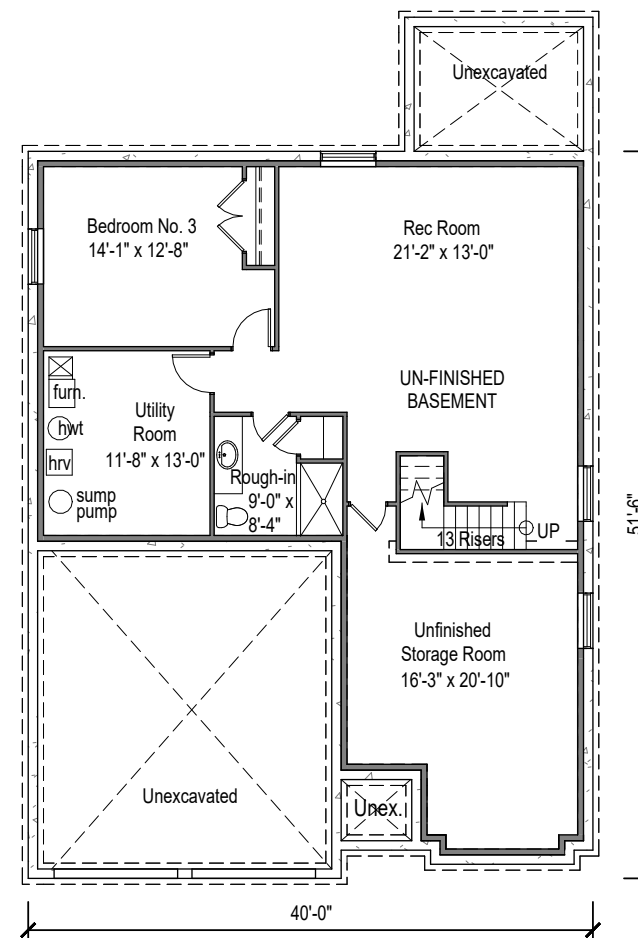 Unexcavated
Bedroom No. 3
14'-1" x 12'-8"
Rec Room
21'-2" x 13'-0"
UN-FINISHED
BASEMENT
furn.
hwt
hrv
sump
pump
Utility
Room
11'-8" x 13'-0"
Rough-in
9'-0" x
8'-4"
13 Risers
UP
51'-6"
Unfinished
Storage Room
16'-3" x 20'-10"
Unexcavated
Unex.
40'-0"